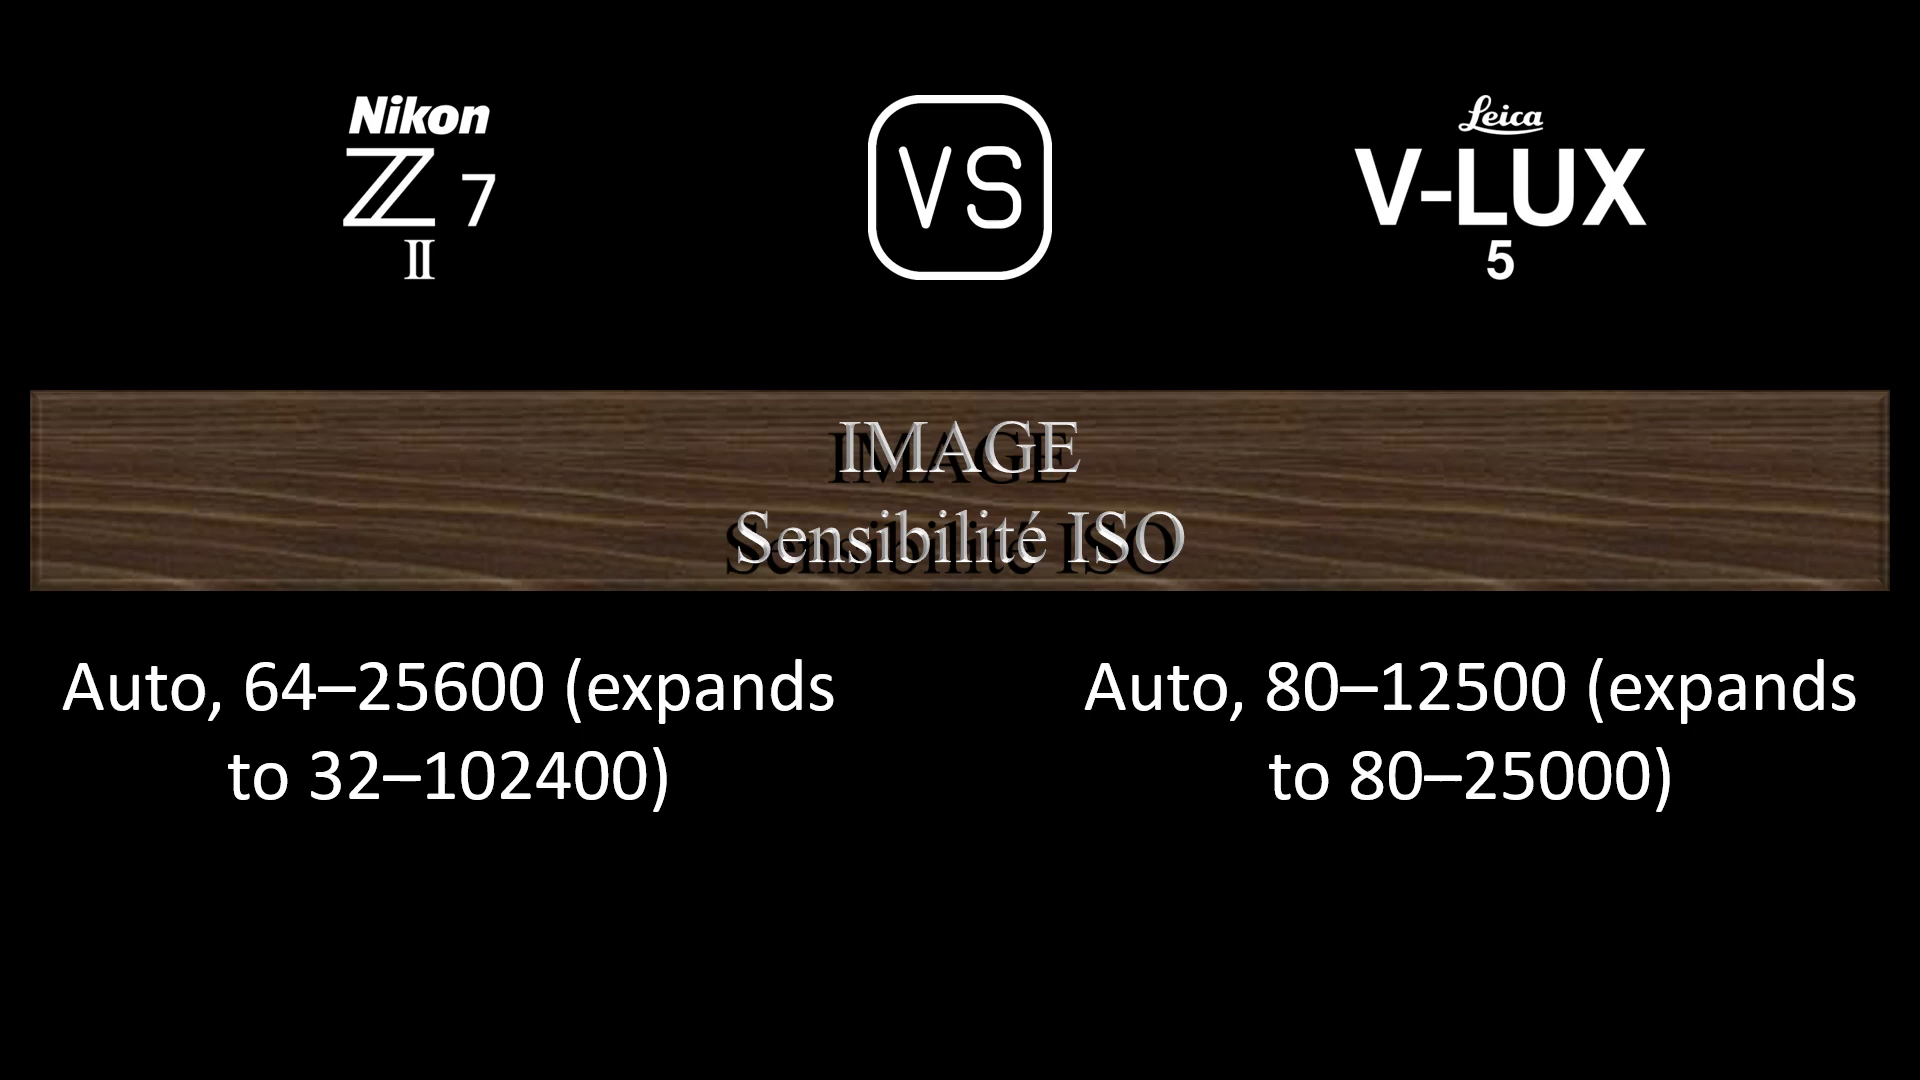 Nikon
Z 7
II
VS
Leica
V-LUX
5
IMAGE
Sensibilité ISO
Auto, 64–25600 (expands
to 32–102400)
Auto, 80–12500 (expands
to 80–25000)